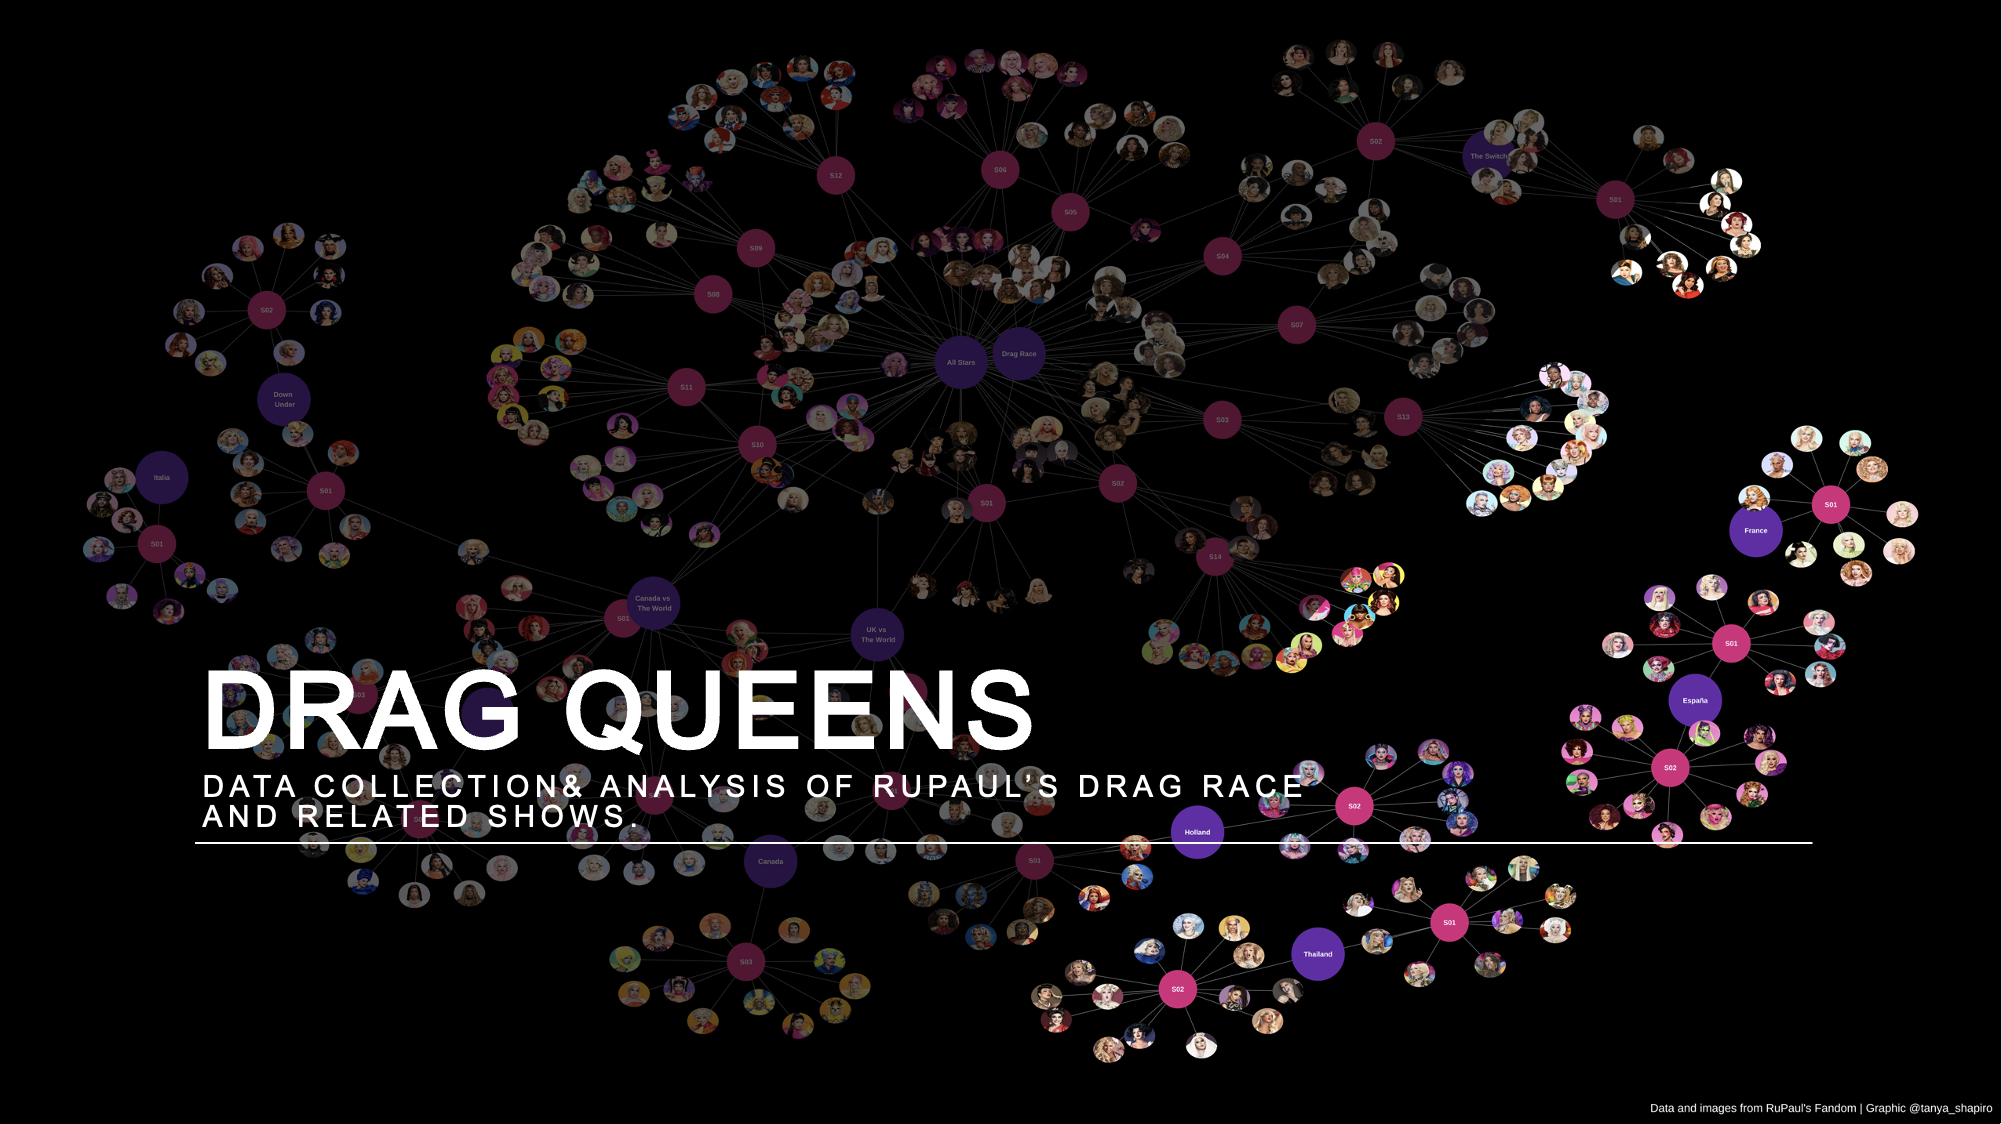 S02
The Switch
S12
S06
S01
S05
S09
S04
S08
S02
S07
Drag Race
All Stars
S11
Down
Under
S13
S03
S10
Italia
S02
S01
S01
S01
France
S01
S14
Canada vs
The World
S01
UK vs
The World
S01
España
S03
DRAG QUEENS
S02
DATA COLLECTION& ANALYSIS OF RUPAUL’S DRAG RACE
AND RELATED SHOWS.
S02
Holland
S01
Canada
S01
Thailand
S03
S02
Data and images from RuPaul's Fandom | Graphic @tanya_shapiro